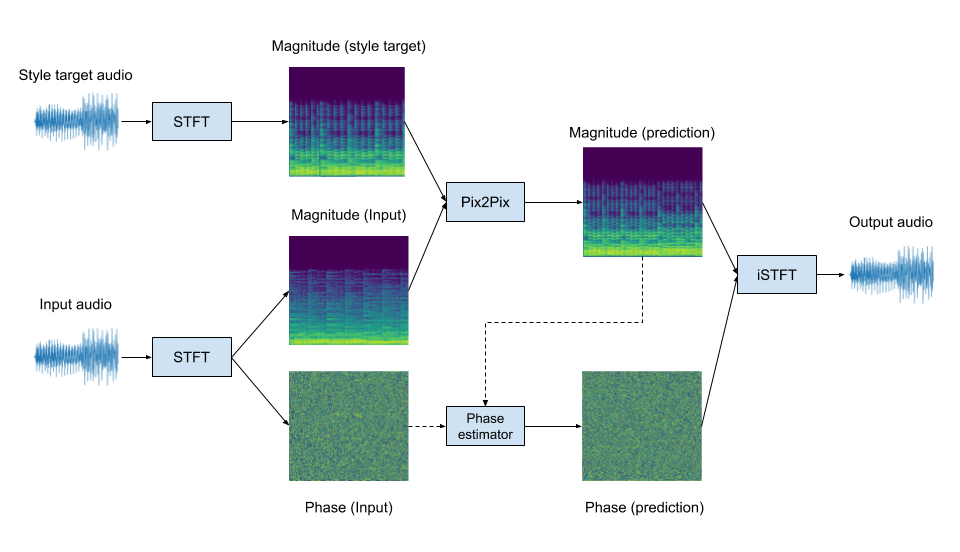 Magnitude (style target)
Style target audio
STFT
Magnitude (prediction)
Pix2Pix
Magnitude (Input)
Output audio
iSTFT
Input audio
STFT
Phase
estimator
Phase (Input)
Phase (prediction)